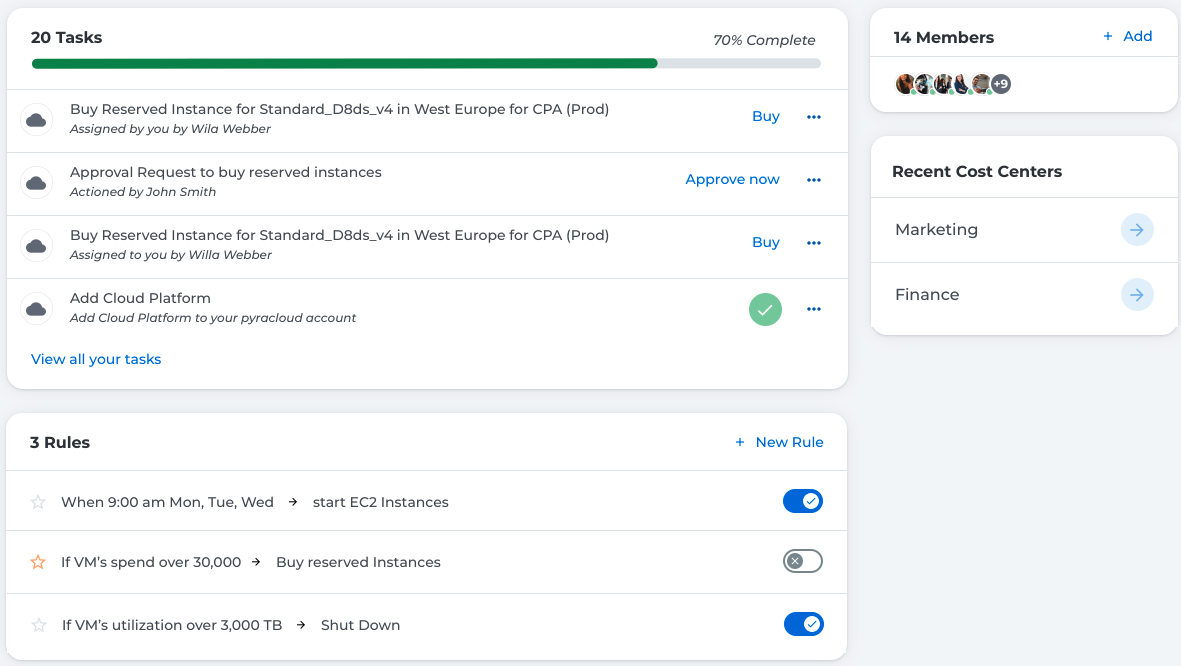 20 Tasks
70% Complete
Buy Reserved Instance for Standard_D8ds_v4 in West Europe for CPA (Prod)
Assigned by you by Wila Webber
Buy
Approval Request to buy reserved instances
Actioned by John Smith
Approve now
Buy Reserved Instance for Standard_D8ds_v4 in West Europe for CPA (Prod)
Assigned to you by Willa Webber
Buy
Add Cloud Platform
Add Cloud Platform to your pyracloud account
View all your tasks
3 Rules
+ New Rule
When 9:00 am Mon, Tue, Wed → start EC2 Instances
If VM’s spend over 30,000 → Buy reserved Instances
If VM’s utilization over 3,000 TB → Shut Down
14 Members
+ Add
+9
Recent Cost Centers
Marketing
Finance